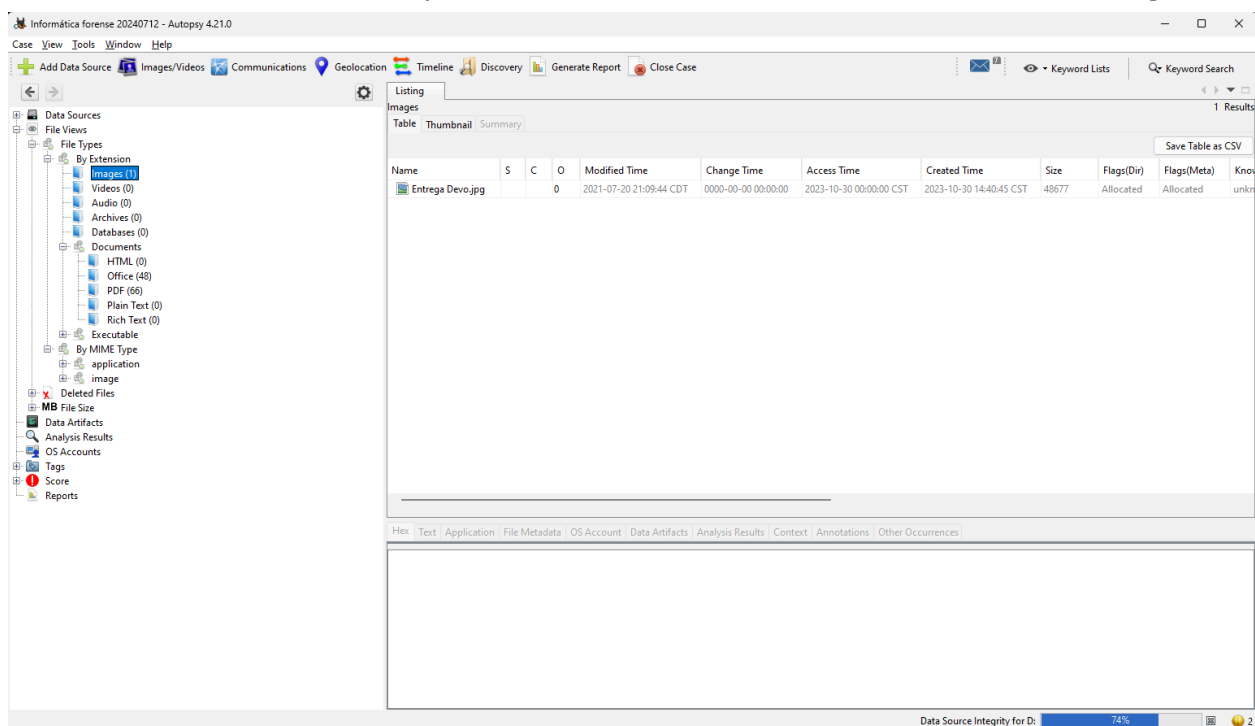 Informática forense 20240712 - Autopsy 4.21.0
Case View Tools Window Help
Add Data Source Images/Videos Communications Geolocation Timeline Discovery Generate Report Close Case Keyword Lists Keyword Search
Listing
Images 1 Results
Table Thumbnail Summary
Save Table as CSV
Name S C O Modified Time Change Time Access Time Created Time Size Flags(Dir) Flags(Meta)
Entrega Devo.jpg 0 2021-07-20 21:09:44 CDT 0000-00-00 00:00:00 2023-10-30 00:00:00 CST 2023-10-30 14:40:45 CST 48677 Allocated Allocated
Data Sources
File Views
File Types
By Extension
Images (1)
Videos (0)
Audio (0)
Archives (0)
Databases (0)
Documents
HTML (0)
Office (48)
PDF (66)
Plain Text (0)
Rich Text (0)
Executable
By MIME Type
application
image
Deleted Files
MB File Size
Data Artifacts
Analysis Results
OS Accounts
Tags
Score
Reports
Hex Text Application File Metadata OS Account Data Artifacts Analysis Results Context Annotations Other Occurrences
Data Source Integrity for D: 74% 2